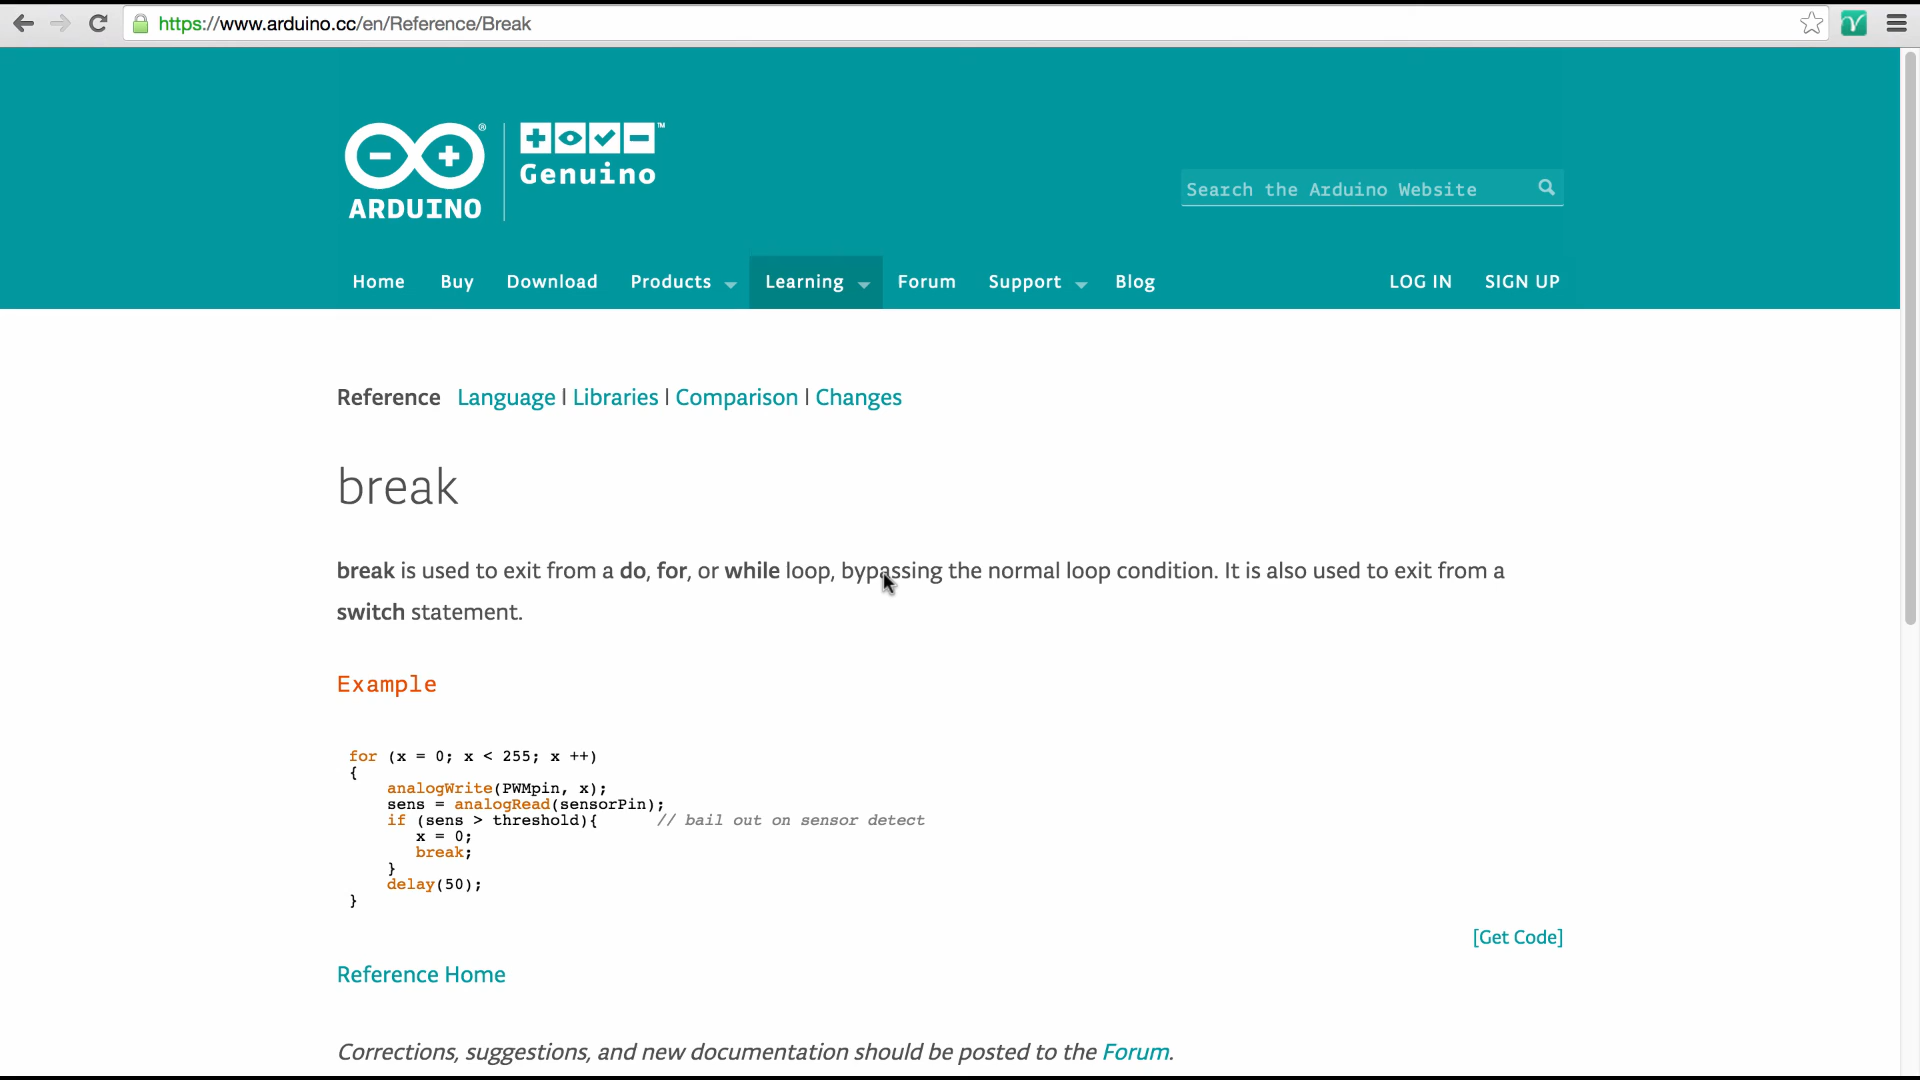 https://www.arduino.cc/en/Reference/Break
ARDUINO
®
Genuino
™
Search the Arduino Website
Home Buy Download Products Learning Forum Support Blog LOG IN SIGN UP
Reference Language | Libraries | Comparison | Changes
break
break is used to exit from a do, for, or while loop, bypassing the normal loop condition. It is also used to exit from a
switch statement.
Example
for (x = 0; x < 255; x ++)
{
    analogWrite(PWMpin, x);
    sens = analogRead(sensorPin);
    if (sens > threshold){      // bail out on sensor detect
       x = 0;
       break;
    }
    delay(50);
}
[Get Code]
Reference Home
Corrections, suggestions, and new documentation should be posted to the Forum.